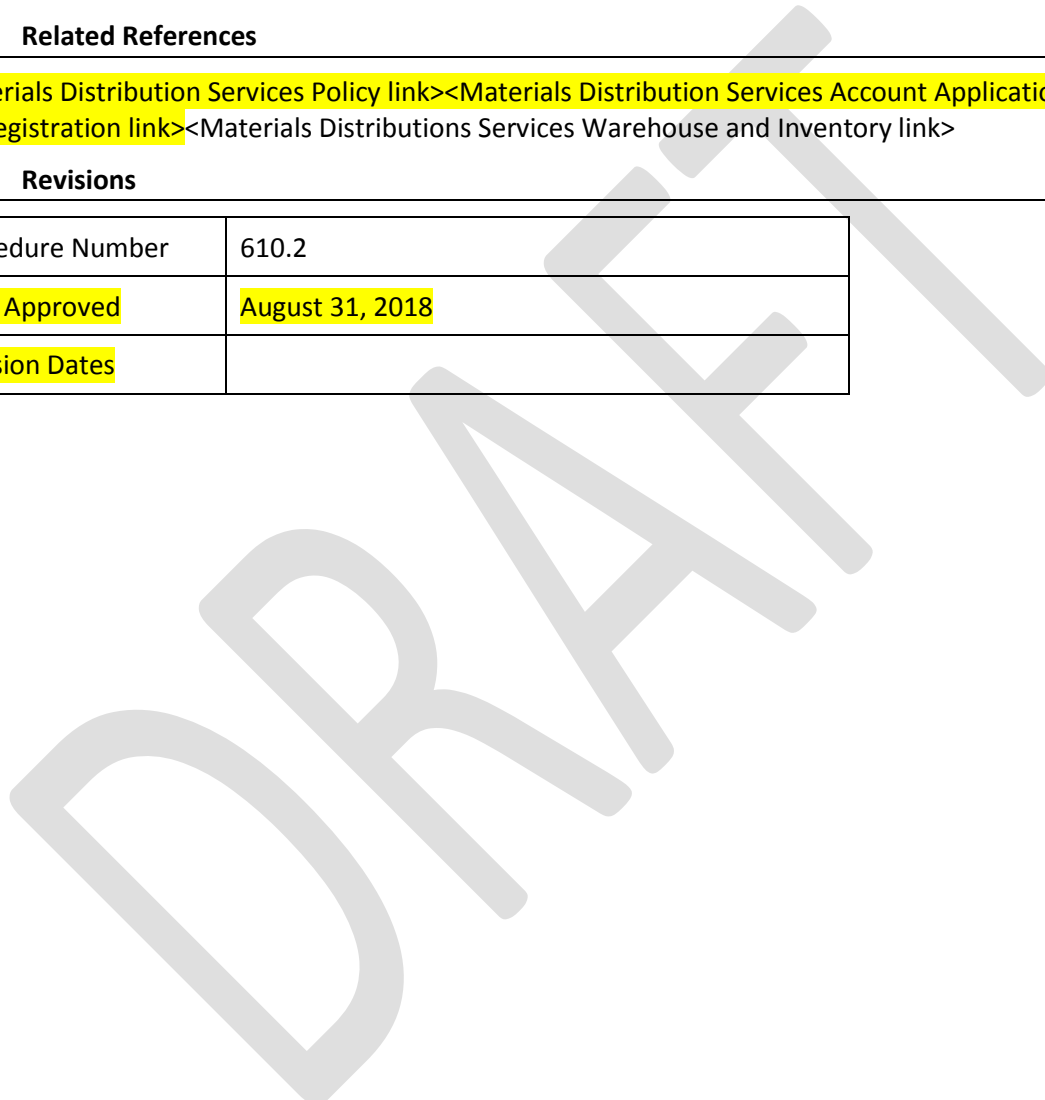 Related References
erials Distribution Services Policy link><Materials Distribution Services Account Applicatio
egistration link><Materials Distributions Services Warehouse and Inventory link>
Revisions
edure Number 610.2
Approved August 31, 2018
sion Dates
DRAFT